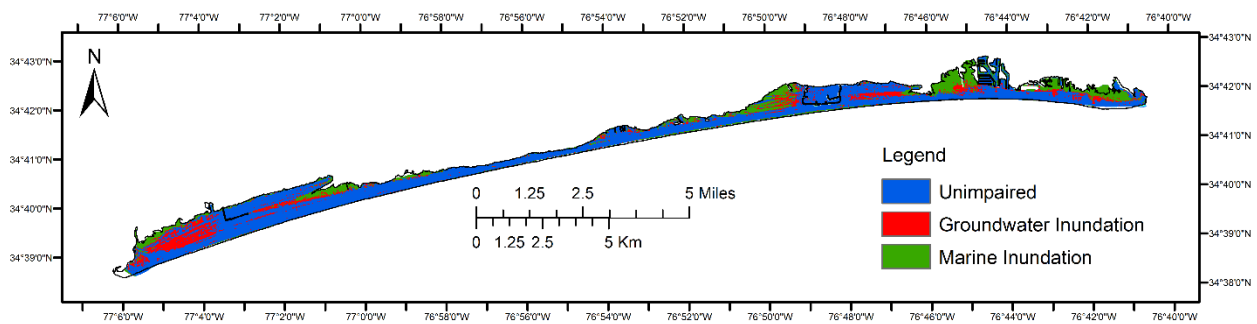 77°6'0"W 77°4'0"W 77°2'0"W 77°0'0"W 76°58'0"W 76°56'0"W 76°54'0"W 76°52'0"W 76°50'0"W 76°48'0"W 76°46'0"W 76°44'0"W 76°42'0"W 76°40'0"W
N
34°43'0"N
34°42'0"N
34°41'0"N
34°40'0"N
34°39'0"N
34°43'0"N
34°42'0"N
34°41'0"N
34°40'0"N
34°39'0"N
34°38'0"N
Legend
Unimpaired
Groundwater Inundation
Marine Inundation
0 1.25 2.5 5 Miles
0 1.25 2.5 5 Km
77°6'0"W 77°4'0"W 77°2'0"W 77°0'0"W 76°58'0"W 76°56'0"W 76°54'0"W 76°52'0"W 76°50'0"W 76°48'0"W 76°46'0"W 76°44'0"W 76°42'0"W 76°40'0"W